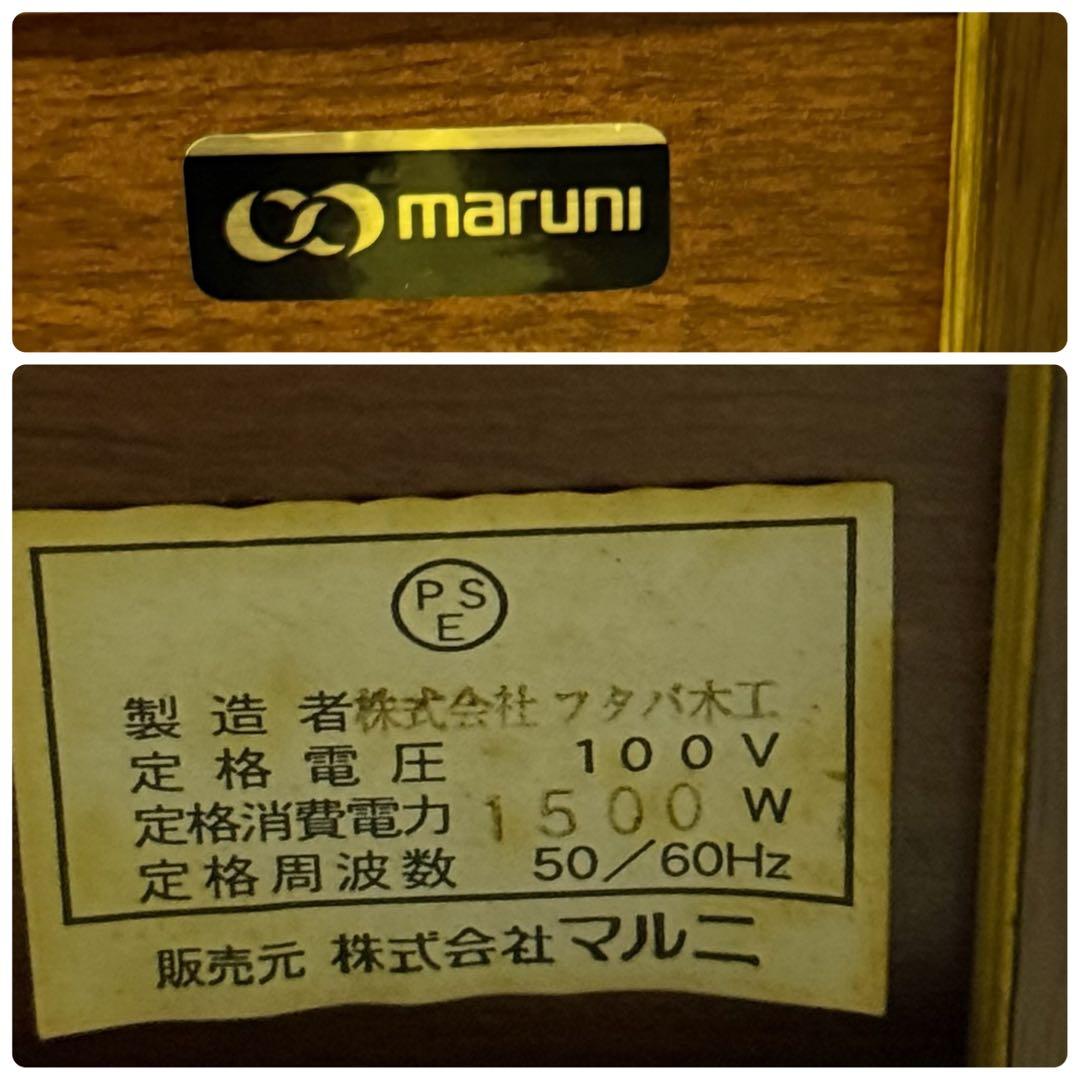 maruni
PSE
製造者株式会社フタバ木工
定格電圧 100V
定格消費電力 1500W
定格周波数 50/60Hz
販売元 株式会社マルニ